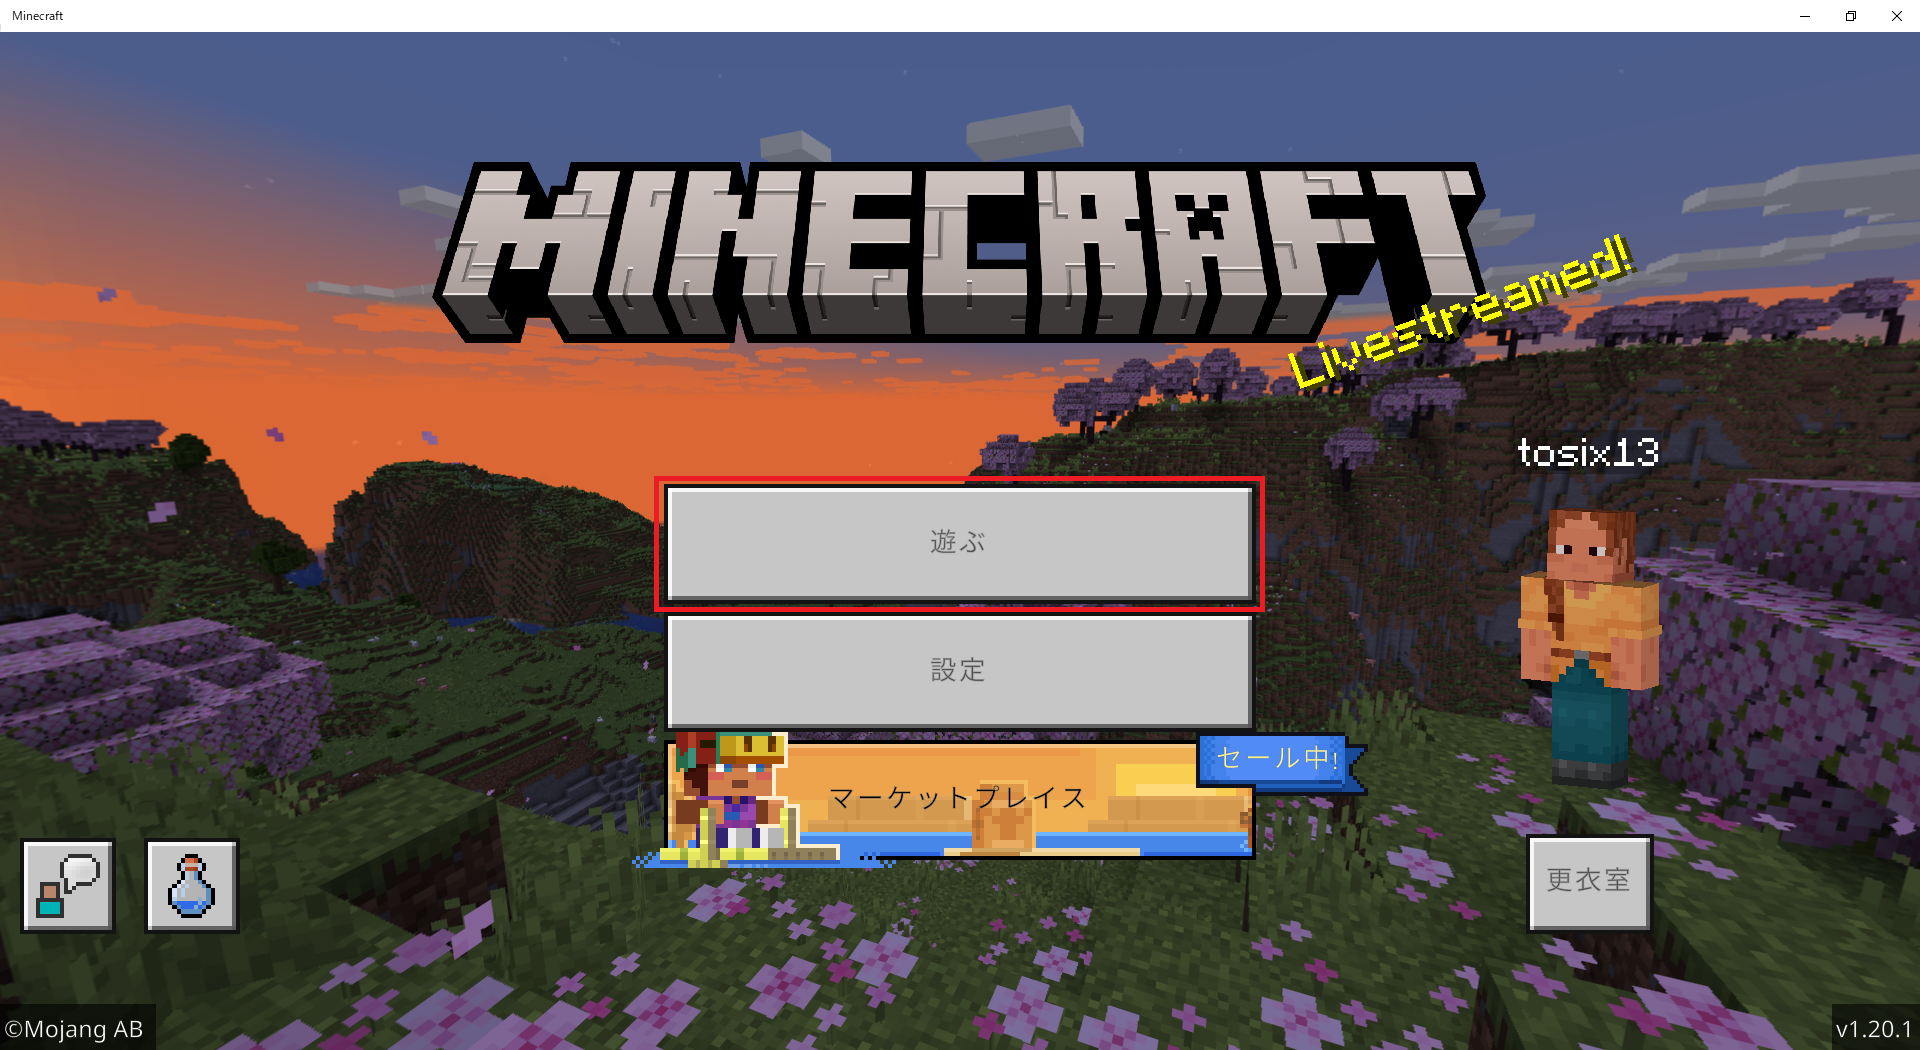 Minecraft
MINECRAFT
Livestreamed!
tosix13
遊ぶ
設定
セール中!
マーケットプレイス
更衣室
©Mojang AB
v1.20.1